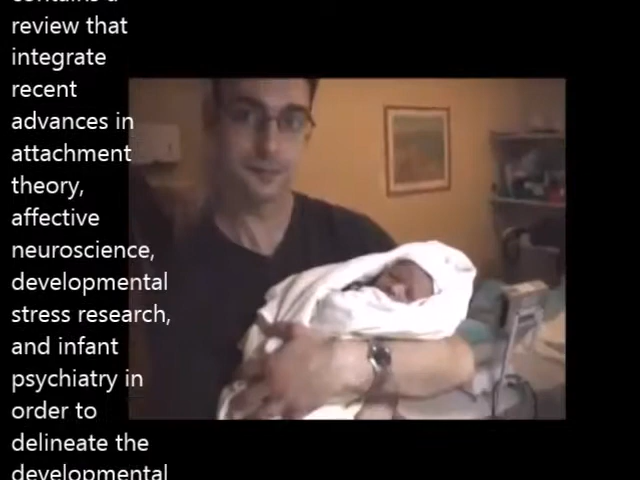 contains a
review that
integrate
recent
advances in
attachment
theory,
affective
neuroscience,
developmental
stress research,
and infant
psychiatry in
order to
delineate the
developmental